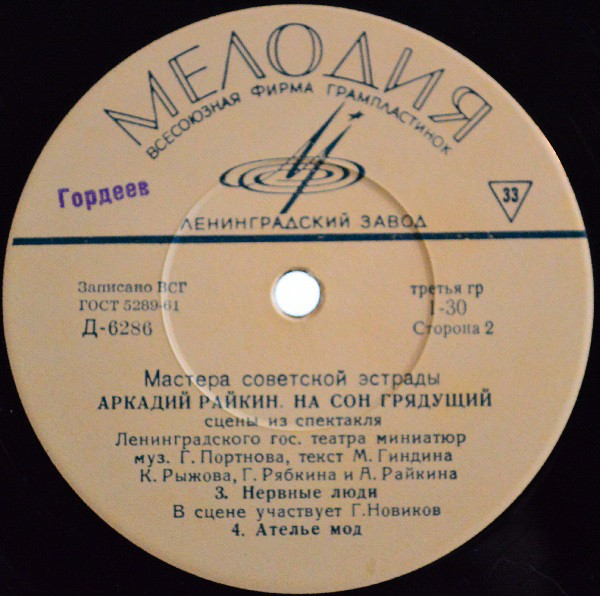 МЕЛОДИЯ
ВСЕСОЮЗНАЯ ФИРМА ГРАМПЛАСТИНОК
Гордеев
33
ЛЕНИНГРАДСКИЙ ЗАВОД
Записано ВСГ
ГОСТ 5289-61
Д-6286
третья гр
1-30
Сторона 2
Мастера советской эстрады
АРКАДИЙ РАЙКИН. НА СОН ГРЯДУЩИЙ
сцены из спектакля
Ленинградского гос. театра миниатюр
муз. Г. Портнова, текст М. Гиндина
К. Рыжова, Г. Рябкина и А. Райкина
3. Нервные люди
В сцене участвует Г.Новиков
4. Ателье мод